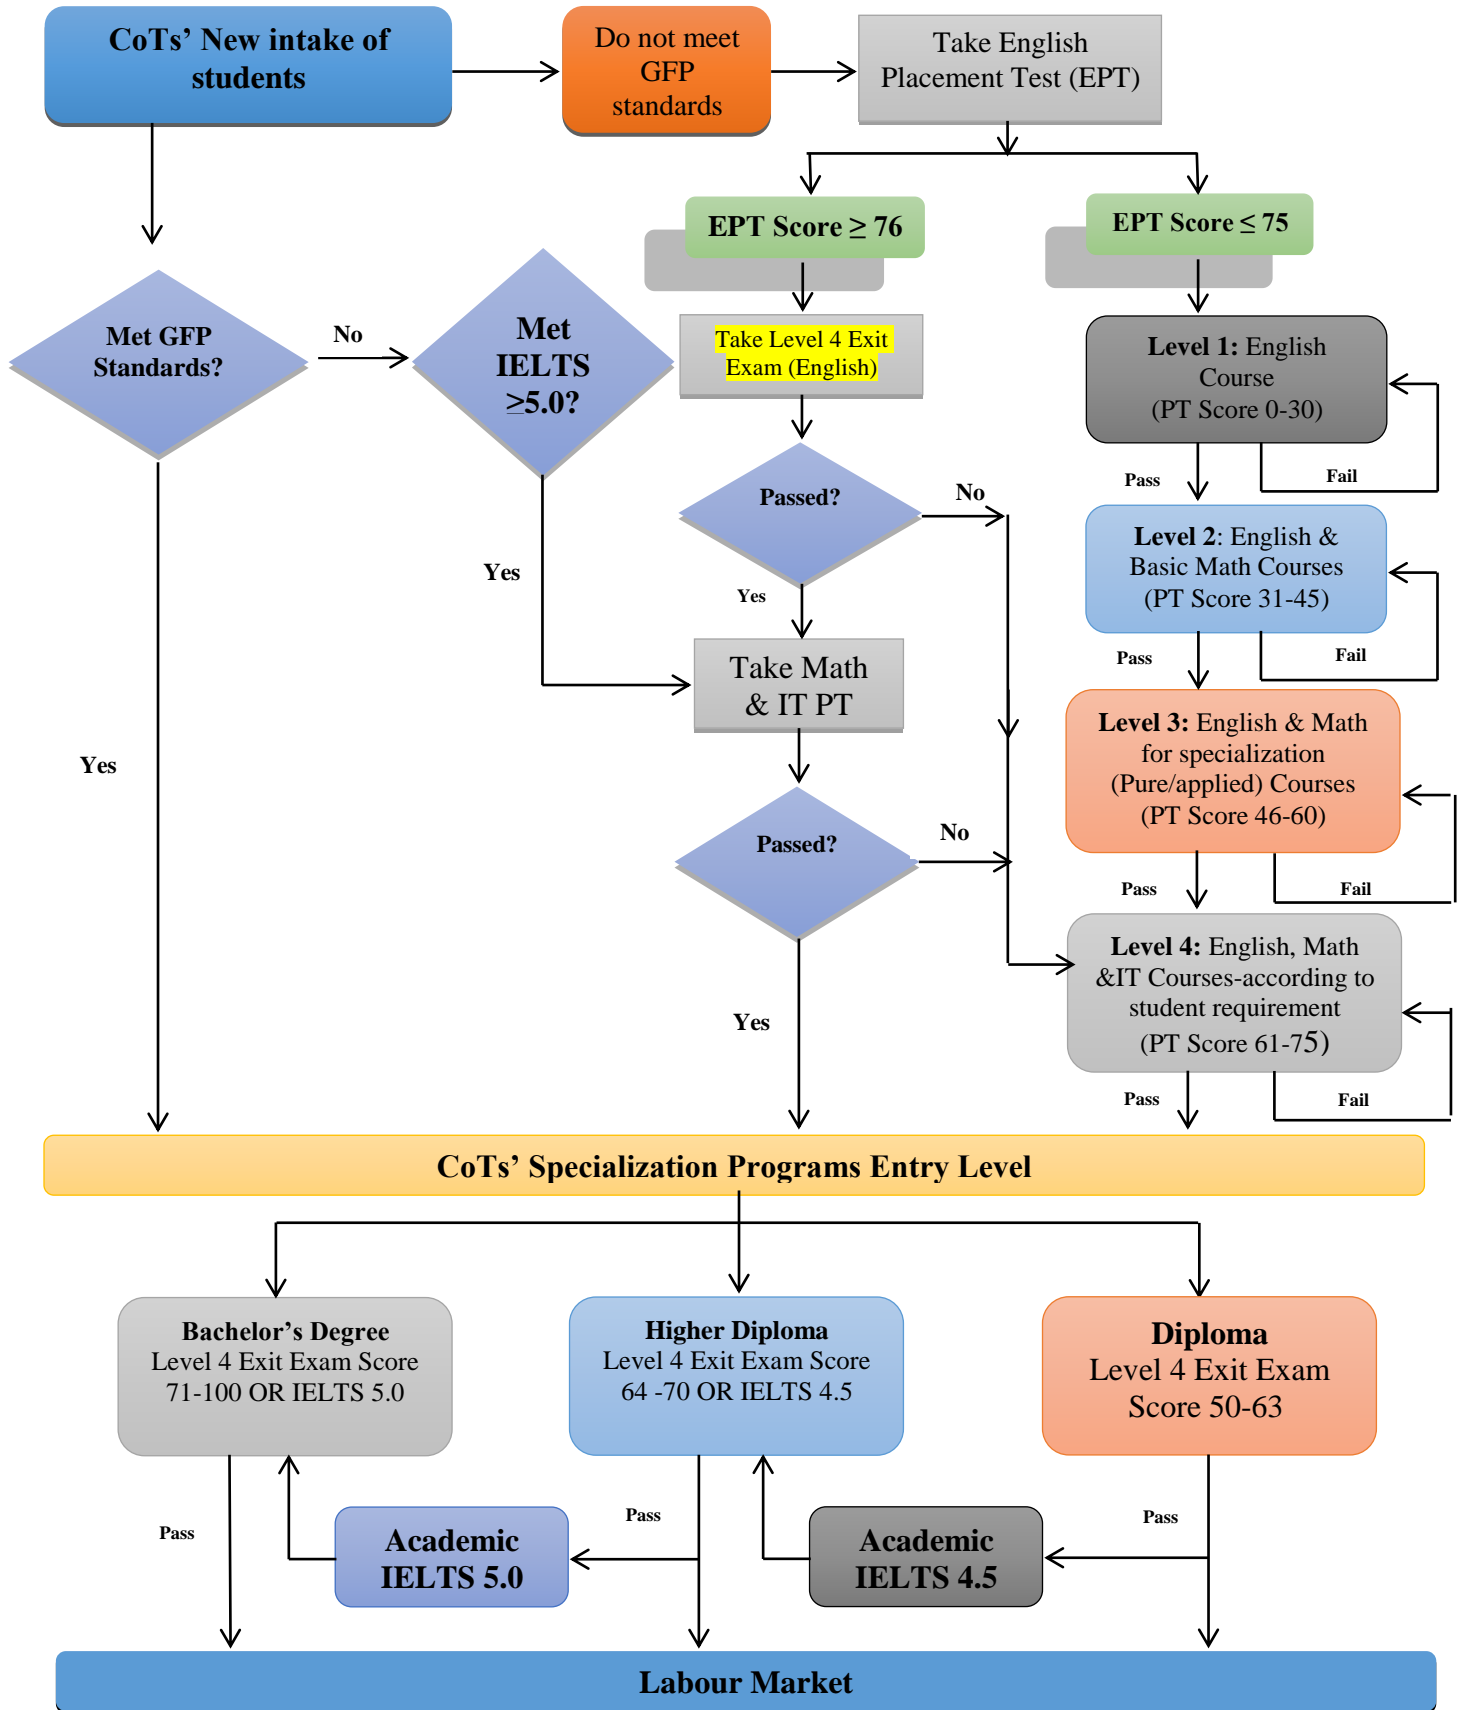 CoTs’ New intake of
students
Do not meet
GFP
standards
Take English
Placement Test (EPT)
EPT Score ≥ 76
EPT Score ≤ 75
Met GFP
Standards?
No
Met
IELTS
≥5.0?
Take Level 4 Exit
Exam (English)
Level 1: English
Course
(PT Score 0-30)
Pass
Fail
Passed?
No
Level 2: English &
Basic Math Courses
(PT Score 31-45)
Yes
Yes
Pass
Fail
Take Math
& IT PT
Level 3: English & Math
for specialization
(Pure/applied) Courses
(PT Score 46-60)
Yes
Passed?
No
Pass
Fail
Level 4: English, Math
&IT Courses-according to
student requirement
(PT Score 61-75)
Yes
Pass
Fail
CoTs’ Specialization Programs Entry Level
Bachelor’s Degree
Level 4 Exit Exam Score
71-100 OR IELTS 5.0
Higher Diploma
Level 4 Exit Exam Score
64 -70 OR IELTS 4.5
Diploma
Level 4 Exit Exam
Score 50-63
Pass
Academic
IELTS 5.0
Pass
Academic
IELTS 4.5
Pass
Labour Market